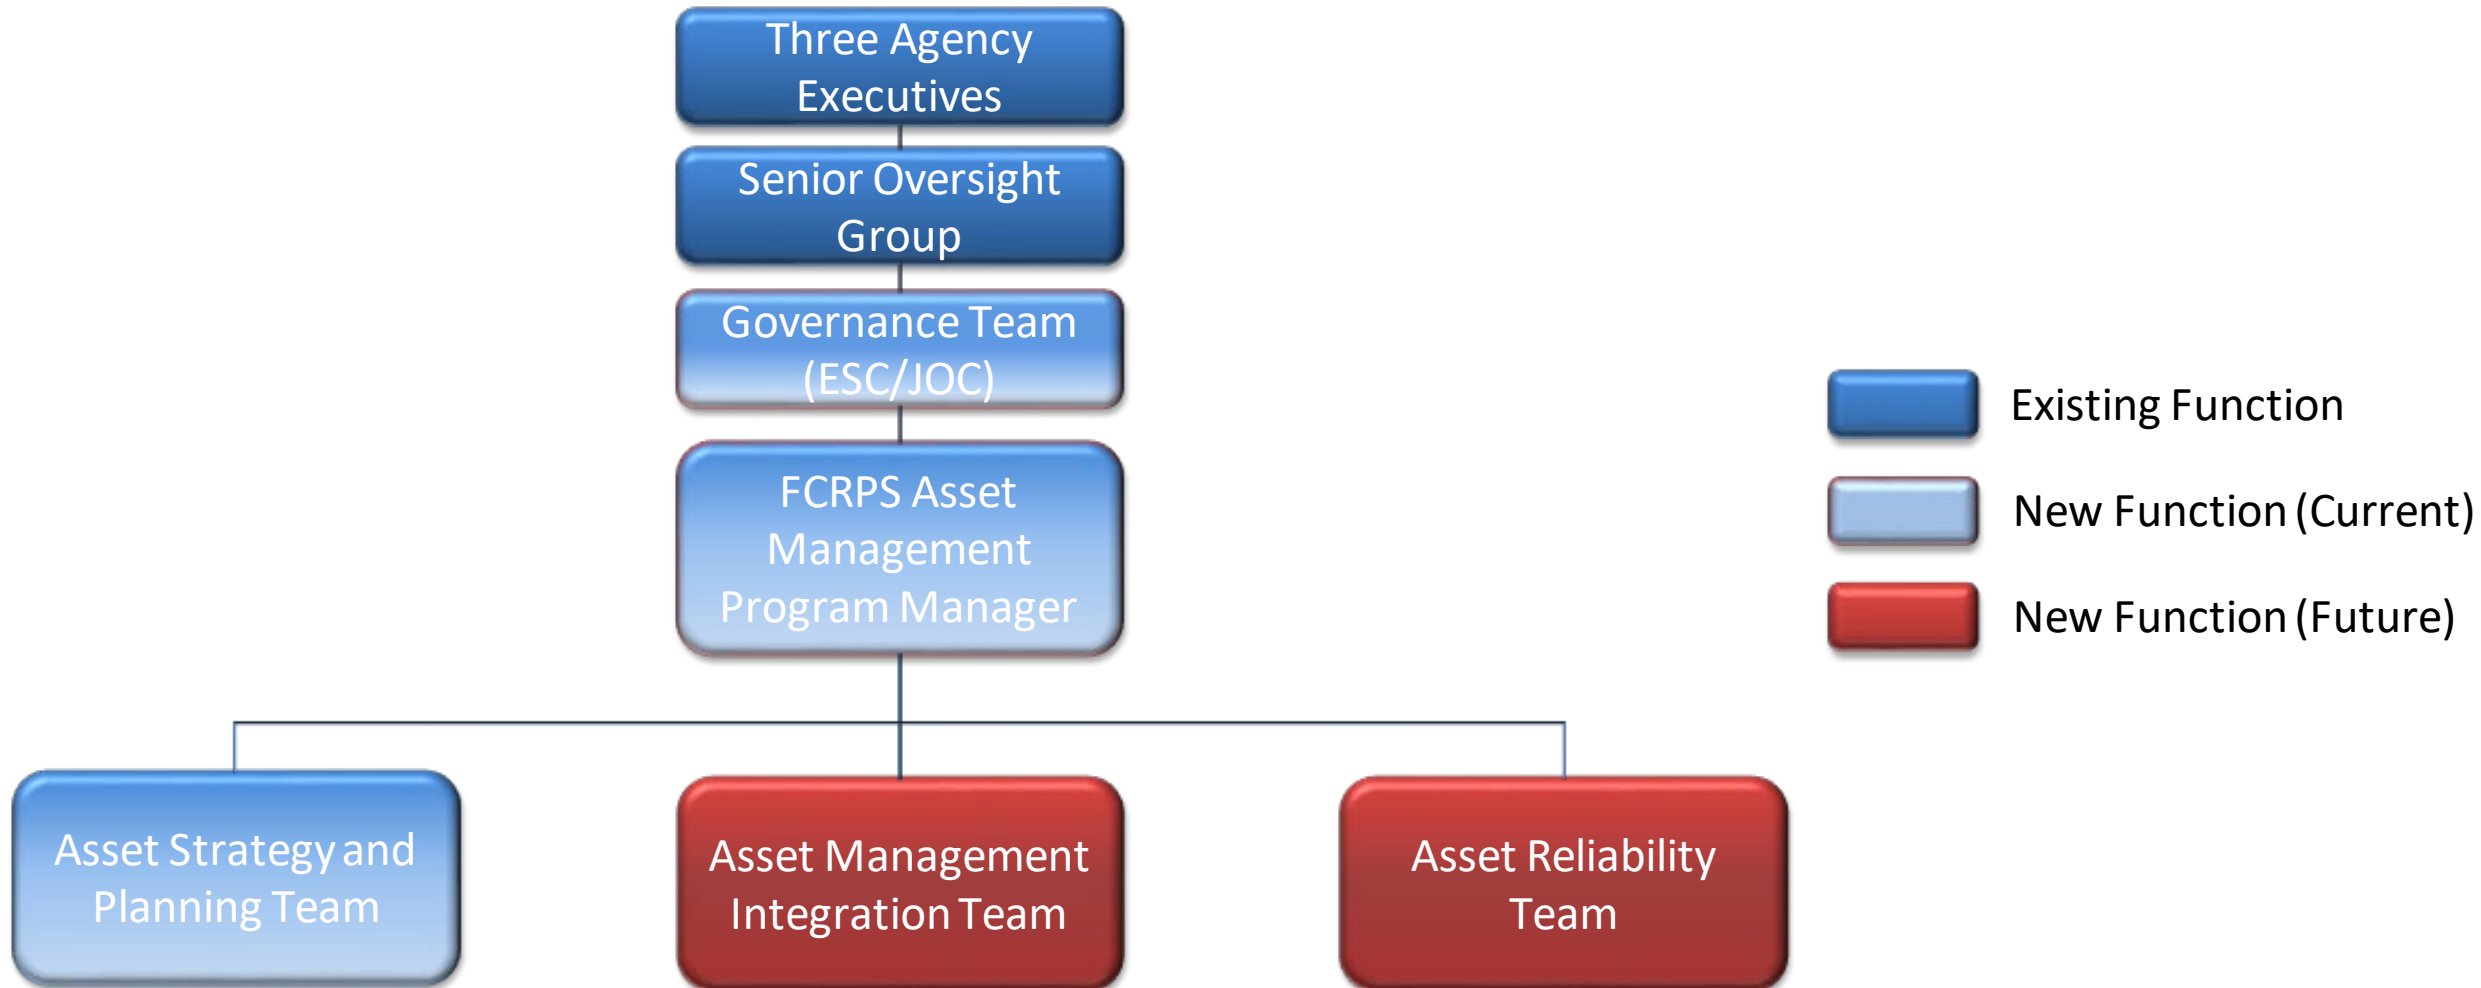 Three Agency
Executives
Senior Oversight
Group
Governance Team
(ESC/JOC)
FCRPS Asset
Management
Program Manager
Existing Function
New Function (Current)
New Function (Future)
Asset Strategy and
Planning Team
Asset Management
Integration Team
Asset Reliability
Team